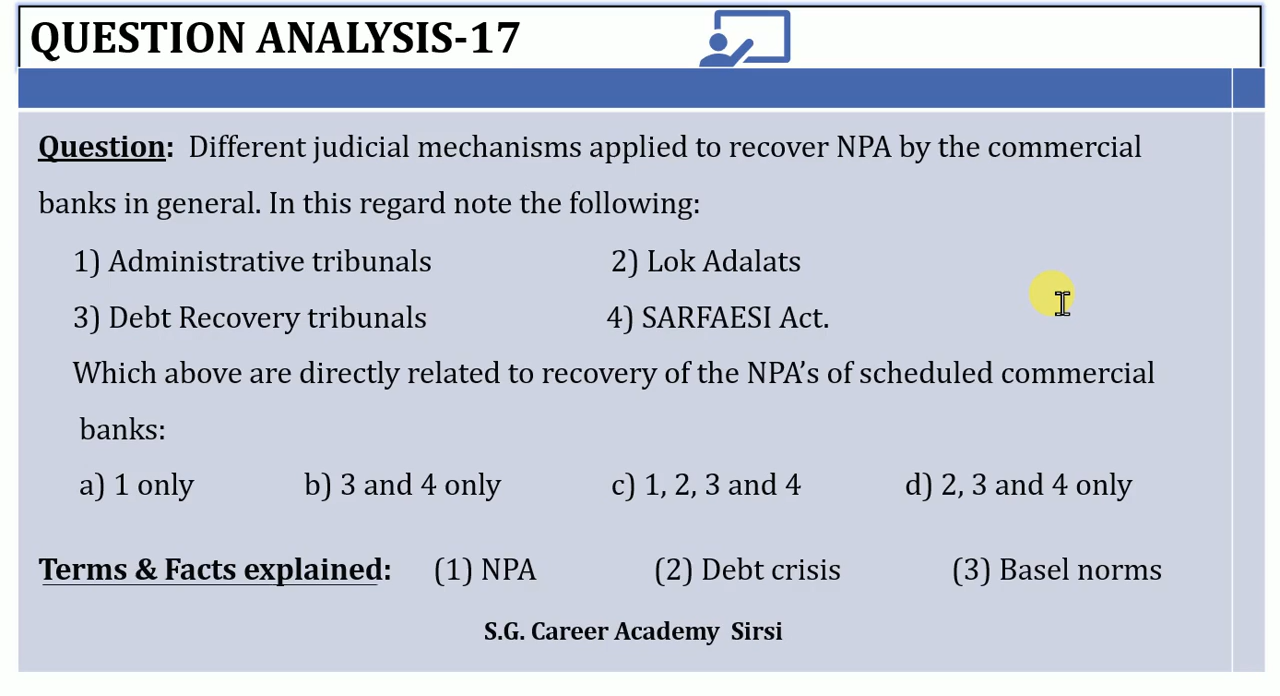 QUESTION ANALYSIS-17
Question: Different judicial mechanisms applied to recover NPA by the commercial
banks in general. In this regard note the following:
1) Administrative tribunals 2) Lok Adalats
3) Debt Recovery tribunals 4) SARFAESI Act.
Which above are directly related to recovery of the NPA’s of scheduled commercial
banks:
a) 1 only b) 3 and 4 only c) 1, 2, 3 and 4 d) 2, 3 and 4 only
Terms & Facts explained: (1) NPA (2) Debt crisis (3) Basel norms
S.G. Career Academy Sirsi